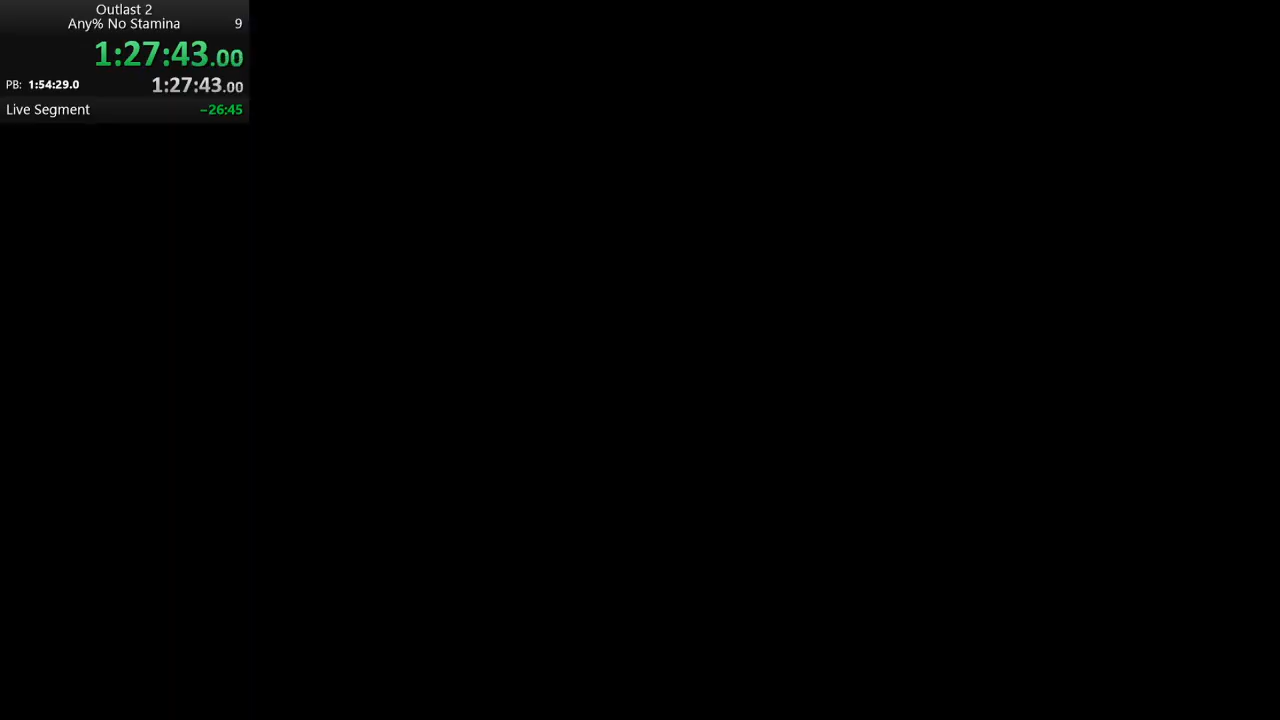 Outlast 2
Any% No Stamina 9
1:27:43.00
PB: 1:54:29.0 1:27:43.00
Live Segment −26:45